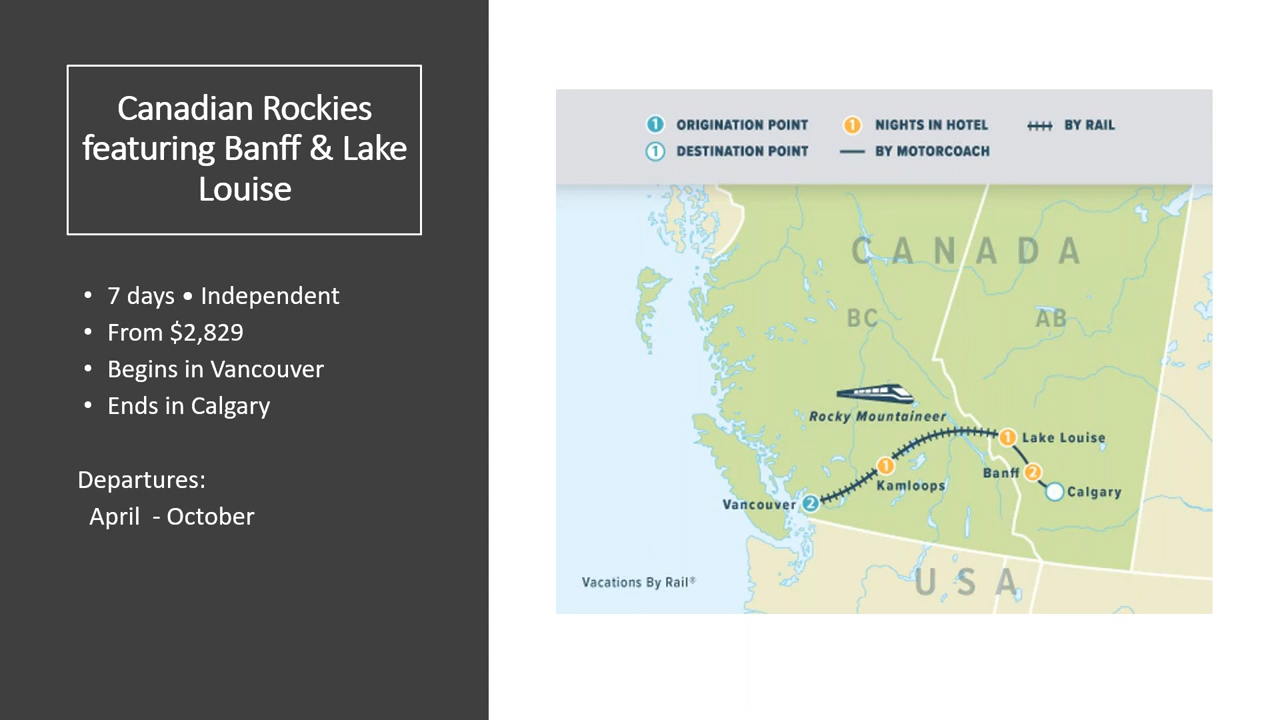 Canadian Rockies
featuring Banff & Lake
Louise
• 7 days • Independent
• From $2,829
• Begins in Vancouver
• Ends in Calgary
Departures:
April - October
1 ORIGINATION POINT
1 NIGHTS IN HOTEL
BY RAIL
1 DESTINATION POINT
BY MOTORCOACH
CANADA
BC
AB
Rocky Mountaineer
1 Lake Louise
Banff 2
1
Kamloops
Calgary
Vancouver 2
Vacations By Rail®
USA